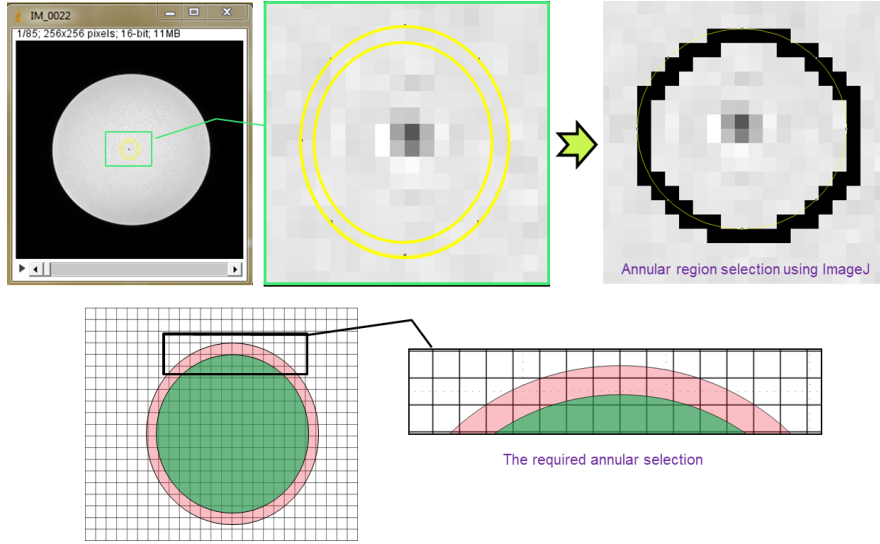 IM_0022
1/85; 256x256 pixels; 16-bit; 11MB
Annular region selection using ImageJ
The required annular selection